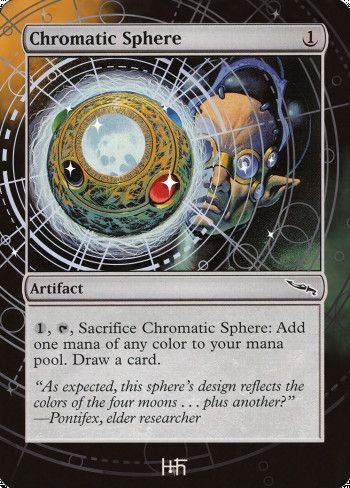 Chromatic Sphere 1
Artifact
1, T, Sacrifice Chromatic Sphere: Add
one mana of any color to your mana
pool. Draw a card.
“As expected, this sphere’s design reflects the
colors of the four moons . . . plus another?”
—Pontifex, elder researcher